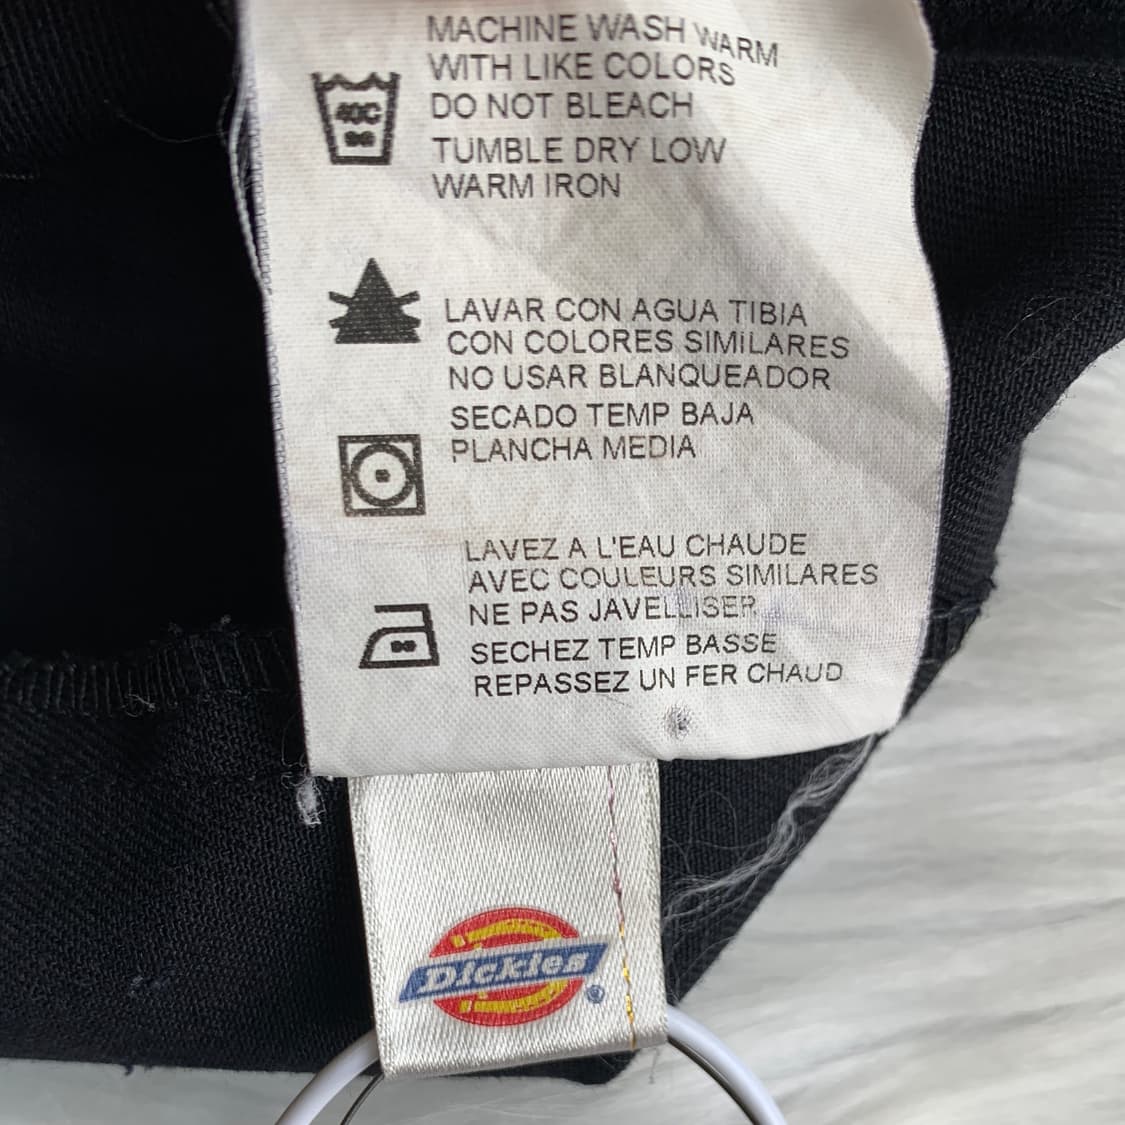 MACHINE WASH WARM
WITH LIKE COLORS
DO NOT BLEACH
TUMBLE DRY LOW
WARM IRON
40C
LAVAR CON AGUA TIBIA
CON COLORES SIMILARES
NO USAR BLANQUEADOR
SECADO TEMP BAJA
PLANCHA MEDIA
LAVEZ A L'EAU CHAUDE
AVEC COULEURS SIMILARES
NE PAS JAVELLISER
SECHEZ TEMP BASSE
REPASSEZ UN FER CHAUD
Dickies ®